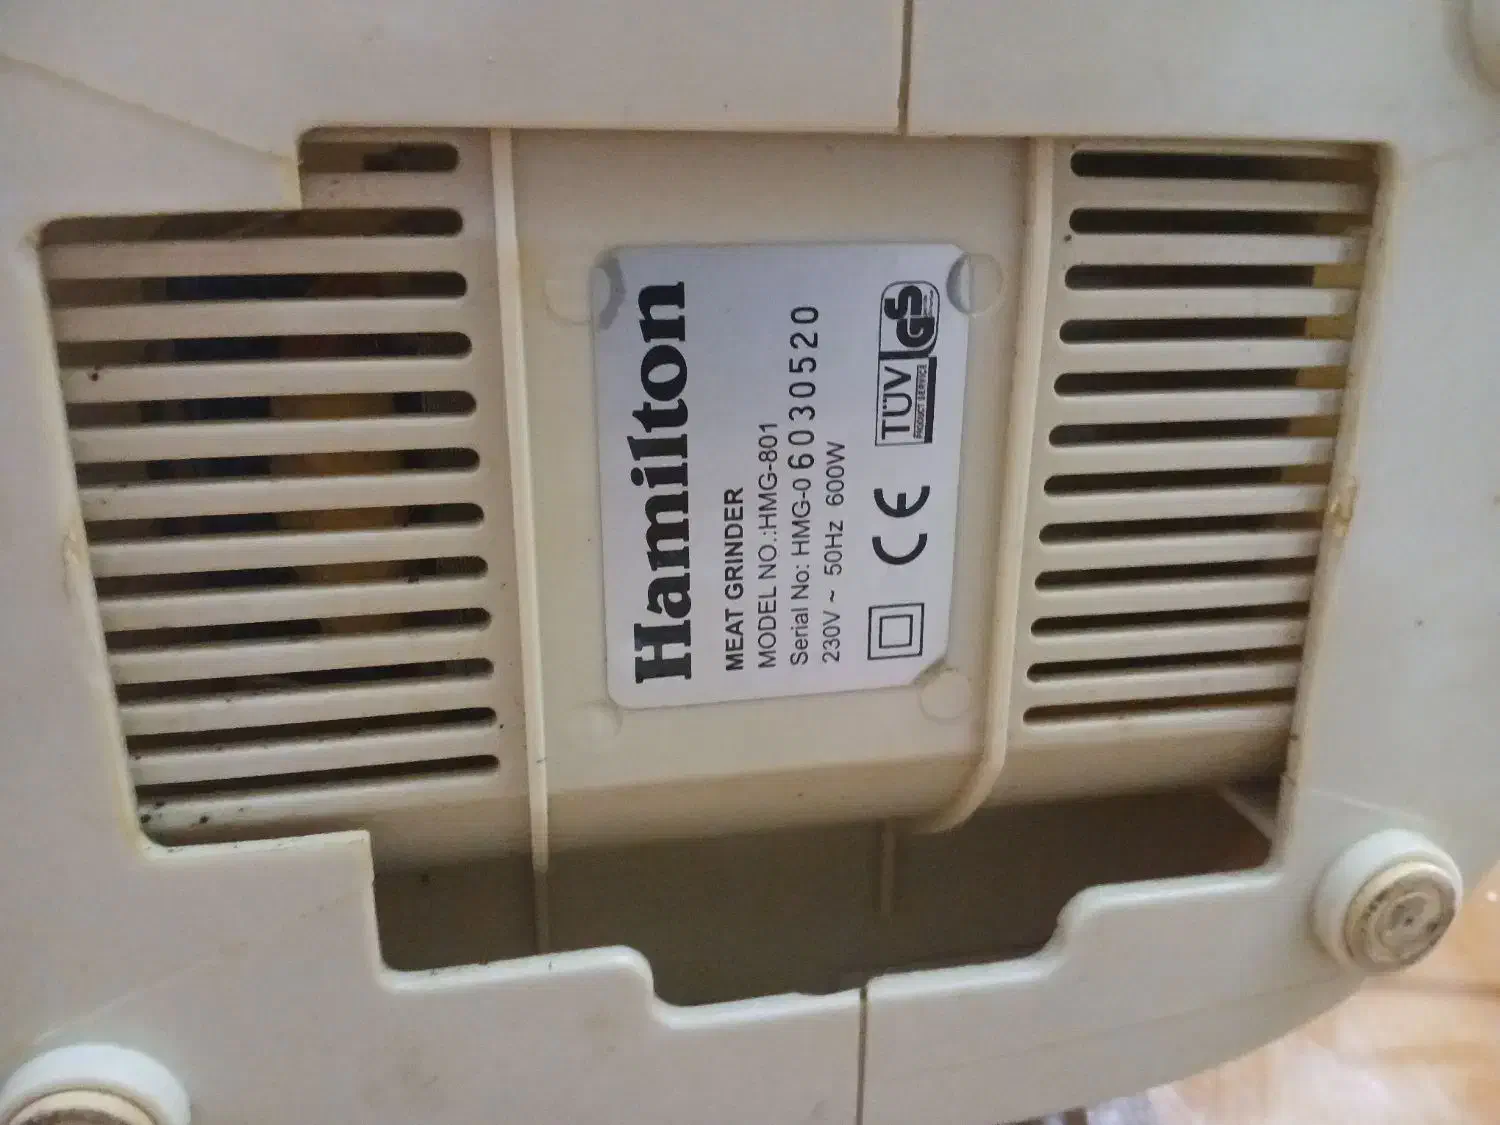 Hamilton
MEAT GRINDER
MODEL NO.:HMG-801
Serial No: HMG-06030520
230V ~ 50Hz 600W
CE
TÜV
PRODUCT SERVICE
GS